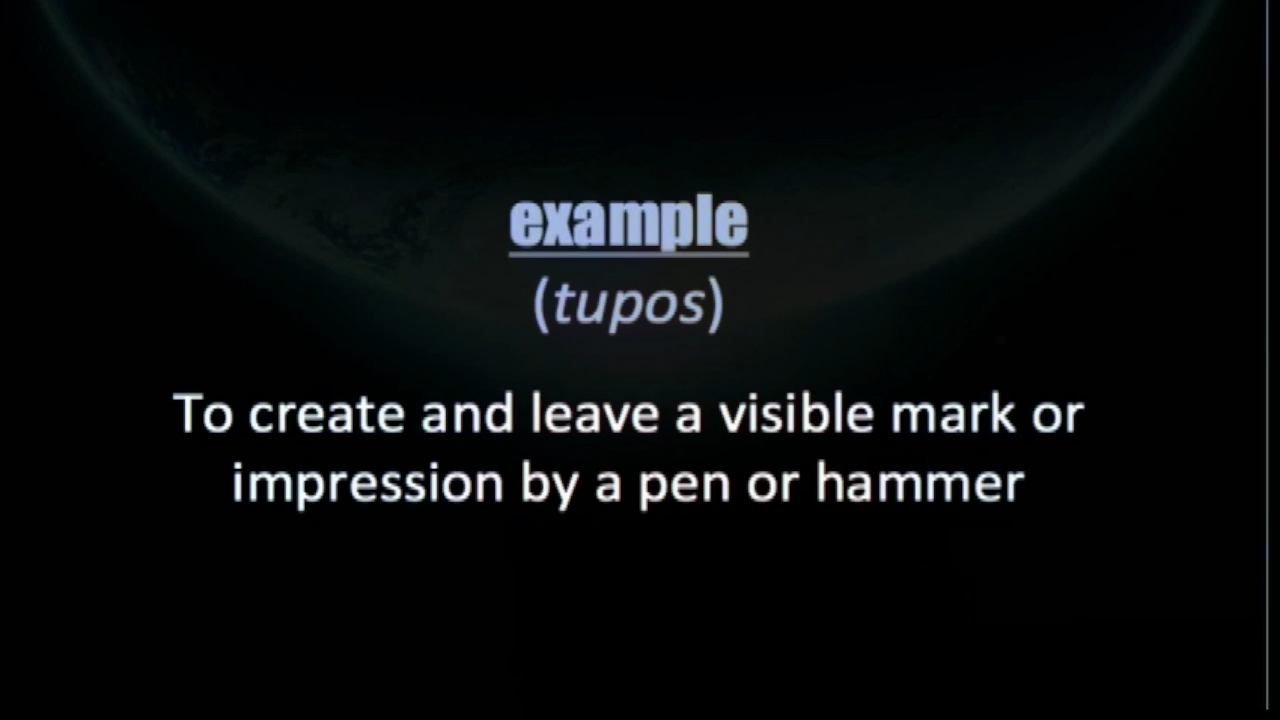 example
(tupos)
To create and leave a visible mark or
impression by a pen or hammer